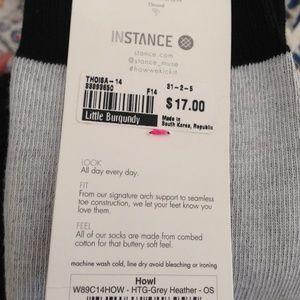 INSTANCE
stance.com
@stance_muse
#howwekickit
THOISA-14
33893650
F14
31-2-5
$17.00
Little Burgundy
Made in
South Korea, Republic
LOOK
All day every day.
FIT
From our signature arch support to seamless
toe construction, we let your feet know you
love them.
FEEL
All of our socks are made from combed
cotton for that buttery soft feel.
machine wash cold, line dry avoid bleaching or ironing
Howl
W89C14HOW - HTG-Grey Heather - OS